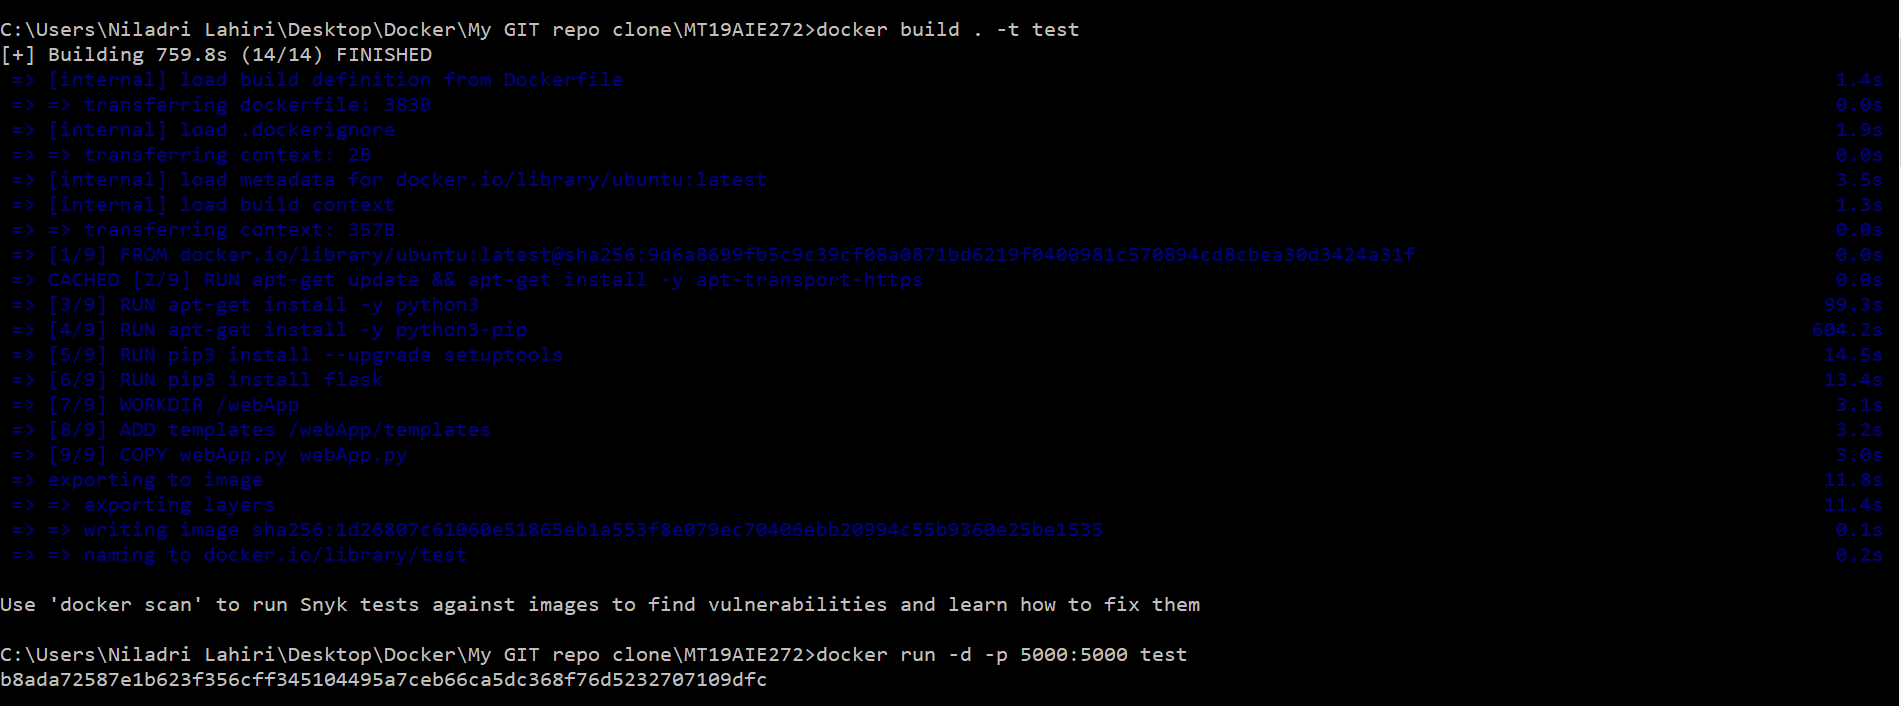 C:\Users\Niladri Lahiri\Desktop\Docker\My GIT repo clone\MT19AIE272>docker build . -t test
[+] Building 759.8s (14/14) FINISHED
=> [internal] load build definition from Dockerfile 1.4s
=> => transferring dockerfile: 383B 0.0s
=> [internal] load .dockerignore 1.9s
=> => transferring context: 2B 0.0s
=> [internal] load metadata for docker.io/library/ubuntu:latest 3.5s
=> [internal] load build context 1.3s
=> => transferring context: 357B 0.0s
=> [1/9] FROM docker.io/library/ubuntu:latest@sha256:9d6a8699fb5c9c39cf08a0871bd6219f0400981c570894cd8cbea30d3424a31f 0.0s
=> CACHED [2/9] RUN apt-get update && apt-get install -y apt-transport-https 0.0s
=> [3/9] RUN apt-get install -y python3 99.3s
=> [4/9] RUN apt-get install -y python3-pip 604.2s
=> [5/9] RUN pip3 install --upgrade setuptools 14.5s
=> [6/9] RUN pip3 install flask 13.4s
=> [7/9] WORKDIR /webApp 3.1s
=> [8/9] ADD templates /webApp/templates 3.2s
=> [9/9] COPY webApp.py webApp.py 3.0s
=> exporting to image 11.8s
=> => exporting layers 11.4s
=> => writing image sha256:1d26807c61060e51865eb1a553f8e079ec70406ebb20994c55b9360e25be1535 0.1s
=> => naming to docker.io/library/test 0.2s
Use 'docker scan' to run Snyk tests against images to find vulnerabilities and learn how to fix them
C:\Users\Niladri Lahiri\Desktop\Docker\My GIT repo clone\MT19AIE272>docker run -d -p 5000:5000 test
b8ada72587e1b623f356cff345104495a7ceb66ca5dc368f76d5232707109dfc